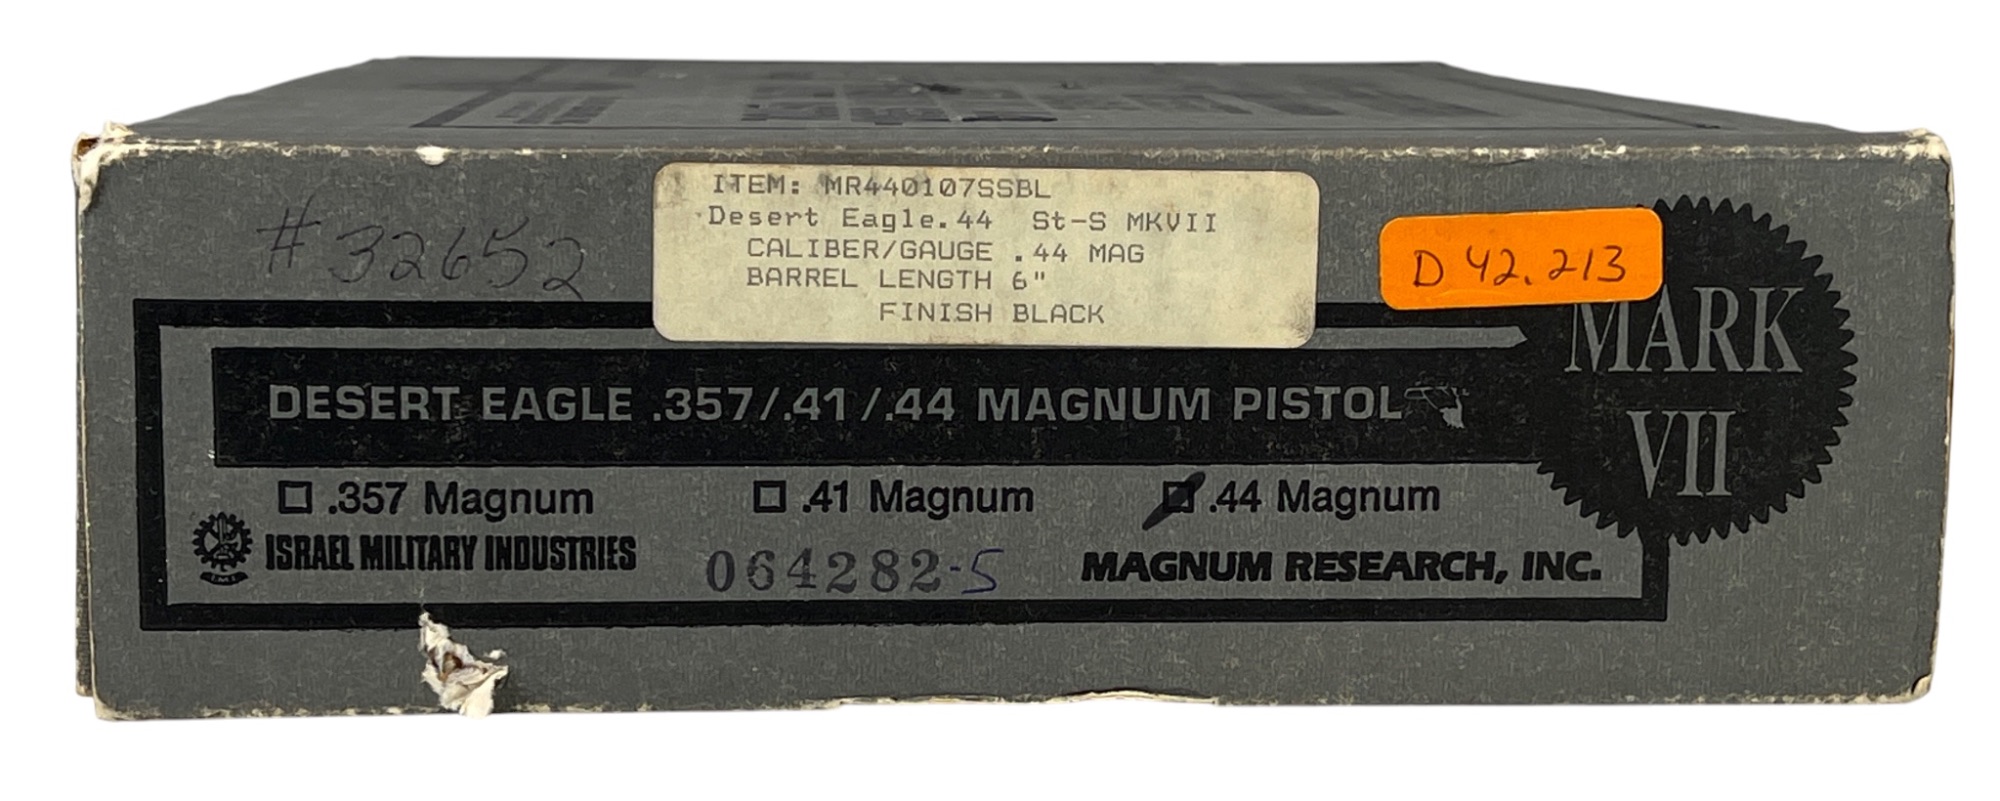 ITEM: MR440107SSBL
Desert Eagle.44 St-S MKVII
CALIBER/GAUGE .44 MAG
BARREL LENGTH 6"
FINISH BLACK
#32652
D 42.213
MARK
VII
DESERT EAGLE .357/.41/.44 MAGNUM PISTOL
.357 Magnum .41 Magnum .44 Magnum
I.M.I.
ISRAEL MILITARY INDUSTRIES
064282-5
MAGNUM RESEARCH, INC.